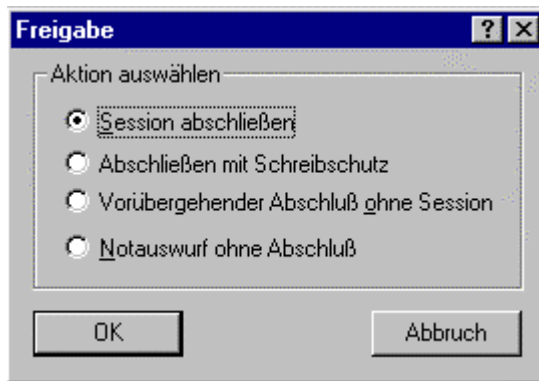 Freigabe
Aktion auswählen
Session abschließen
Abschließen mit Schreibschutz
Vorübergehender Abschluß ohne Session
Notauswurf ohne Abschluß
OK Abbruch